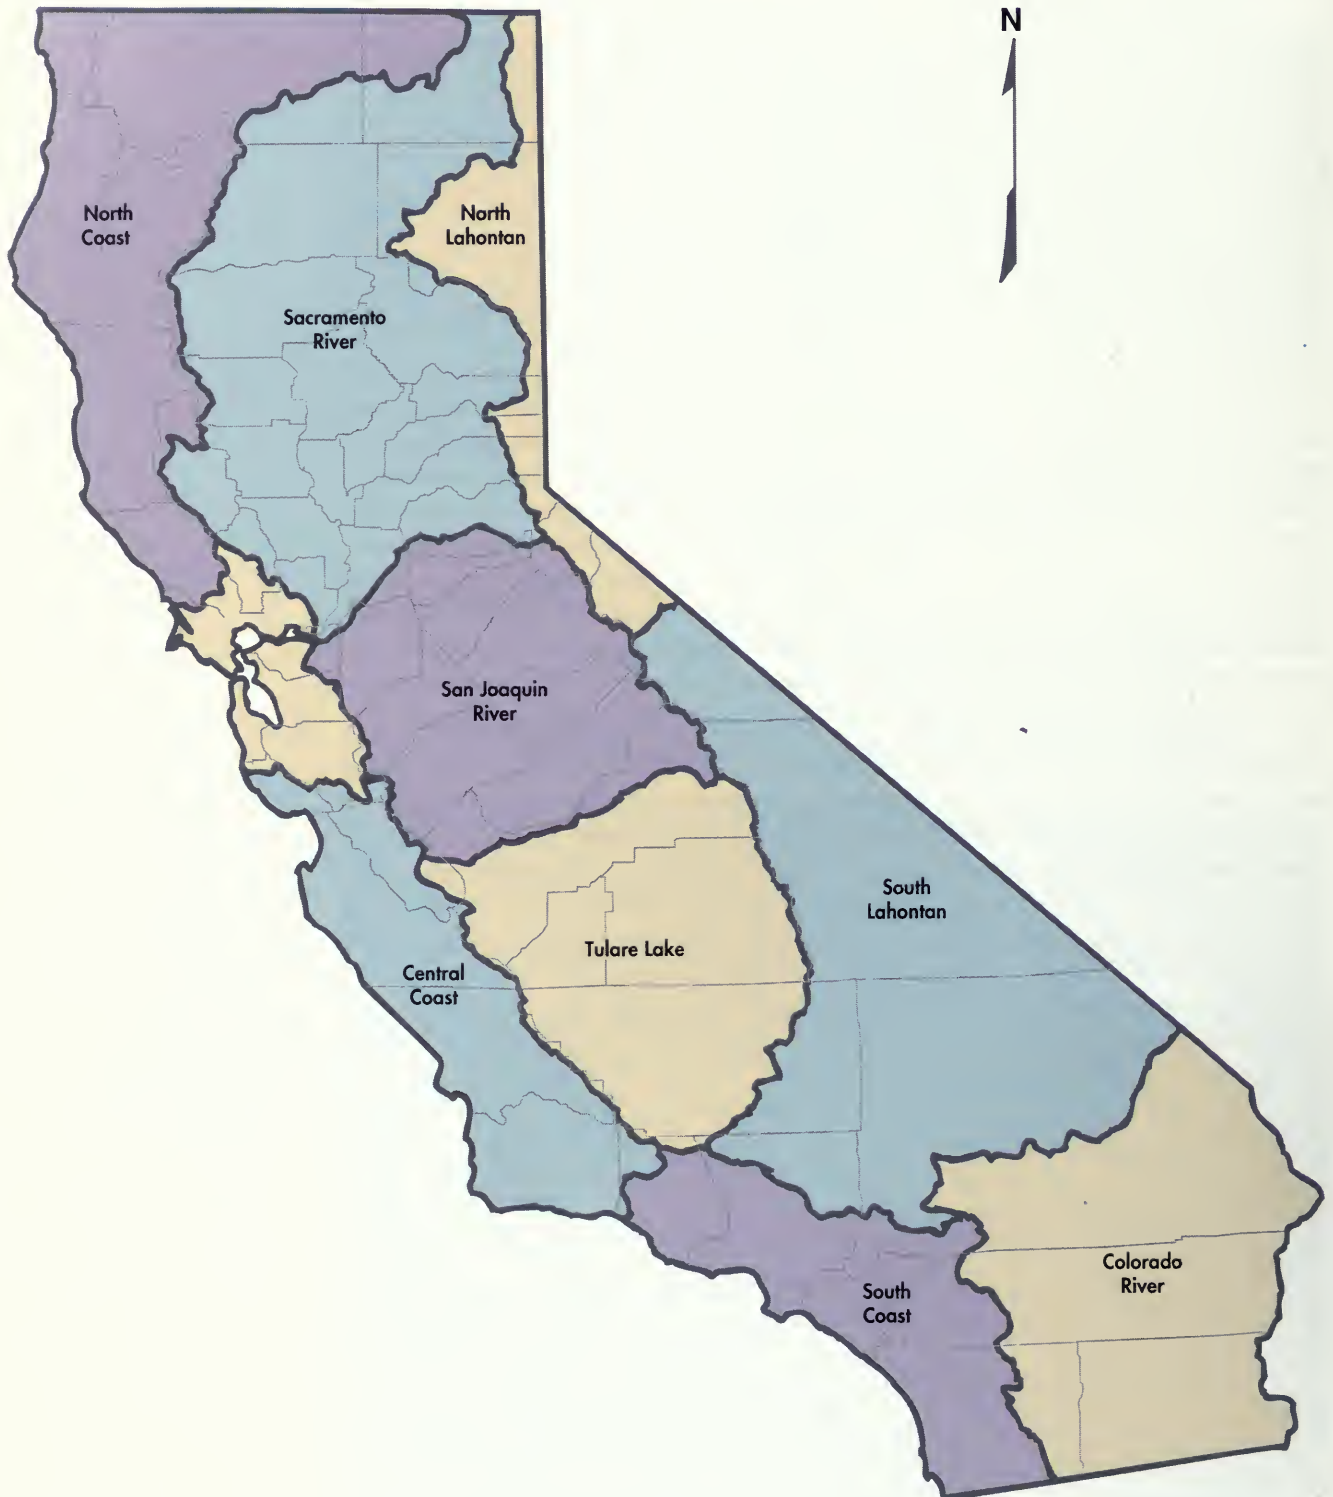 N
North
Coast
North
Lahontan
Sacramento
River
San Joaquin
River
South
Lahontan
Tulare Lake
Central
Coast
Colorado
River
South
Coast